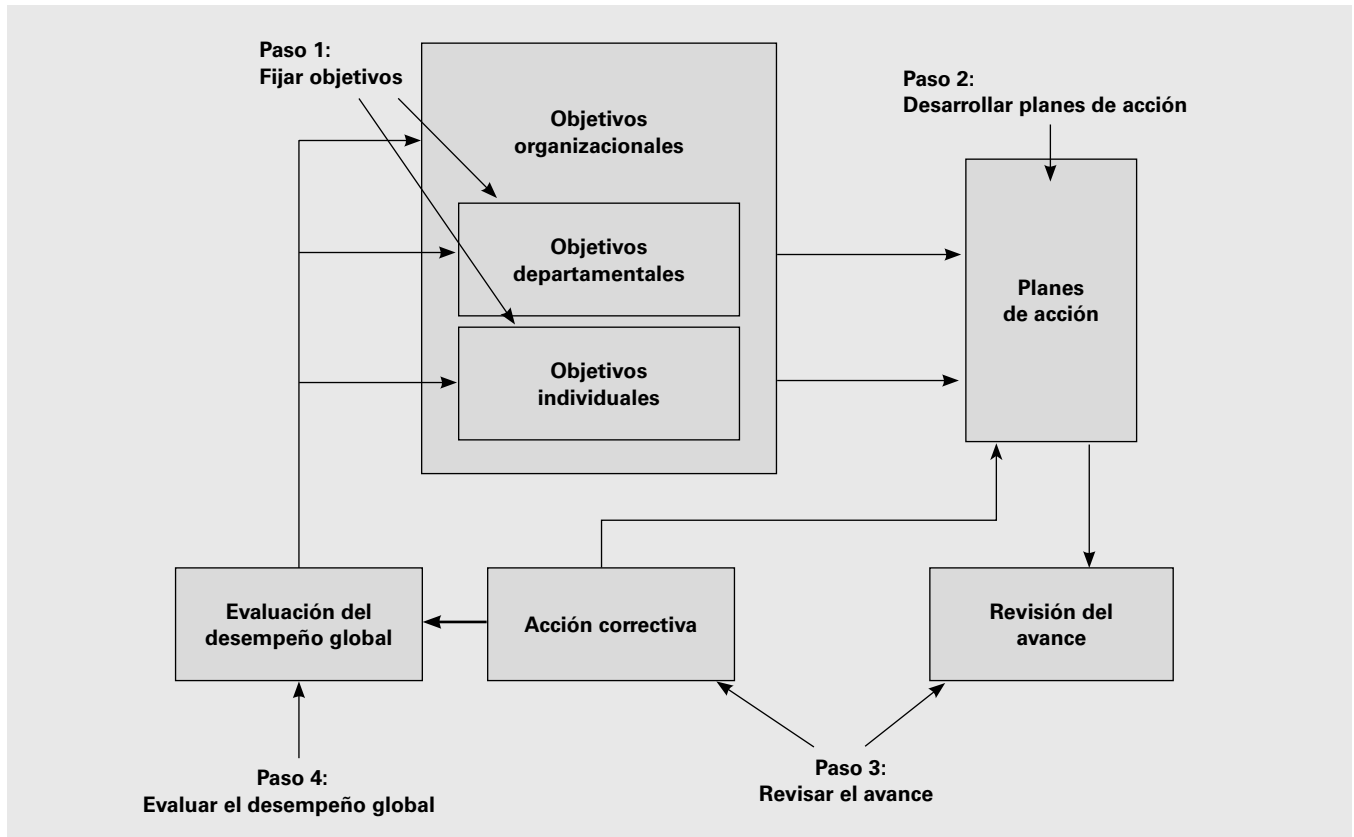 Paso 1:
Fijar objetivos
Objetivos
organizacionales
Paso 2:
Desarrollar planes de acción
Objetivos
departamentales
Planes
de acción
Objetivos
individuales
Evaluación del
desempeño global
Acción correctiva
Revisión del
avance
Paso 4:
Evaluar el desempeño global
Paso 3:
Revisar el avance